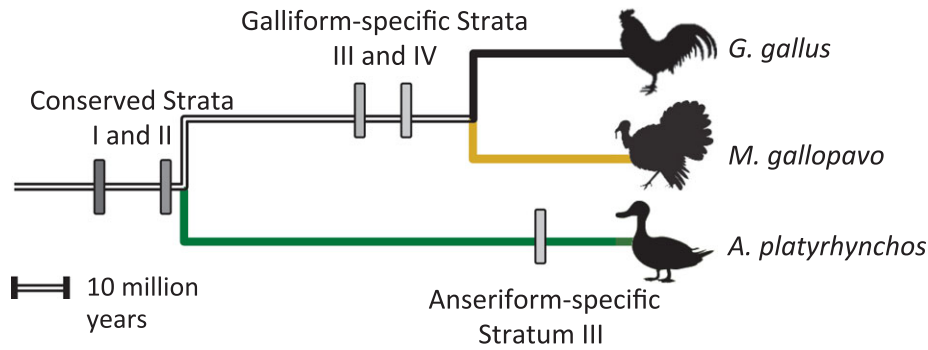 Galliform-specific Strata
III and IV
G. gallus
Conserved Strata
I and II
M. gallopavo
A. platyrhynchos
10 million
years
Anseriform-specific
Stratum III